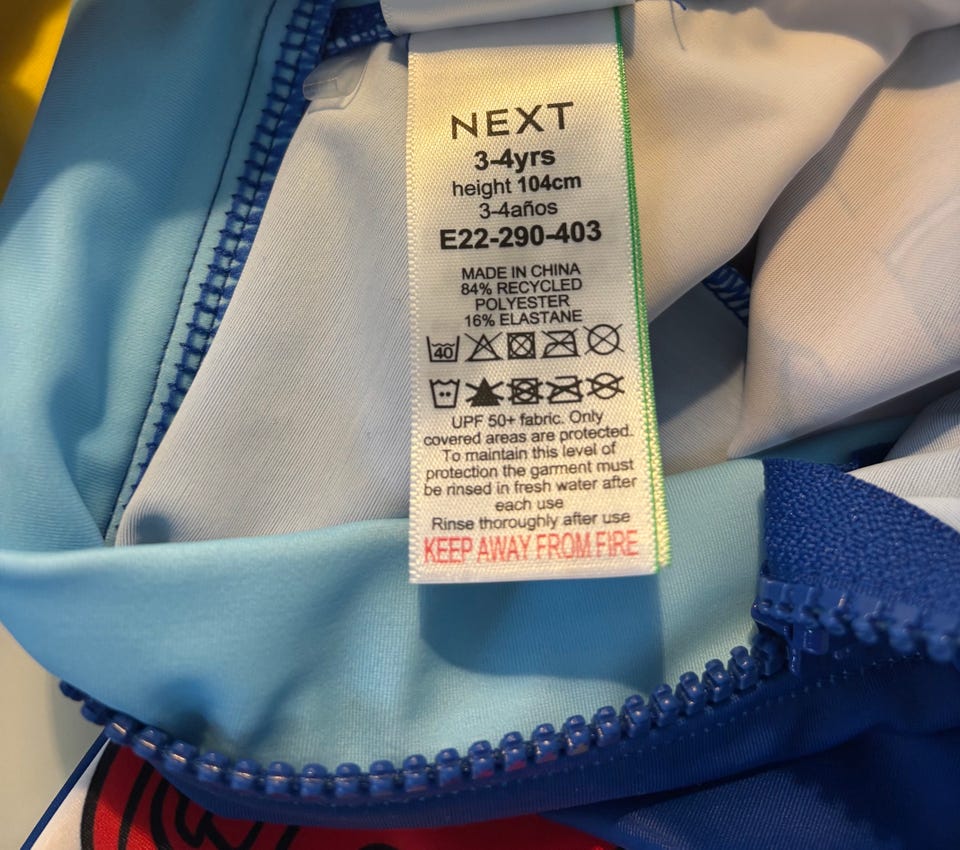 NEXT
3-4yrs
height 104cm
3-4años
E22-290-403
MADE IN CHINA
84% RECYCLED
POLYESTER
16% ELASTANE
40
UPF 50+ fabric. Only
covered areas are protected.
To maintain this level of
protection the garment must
be rinsed in fresh water after
each use
Rinse thoroughly after use
KEEP AWAY FROM FIRE